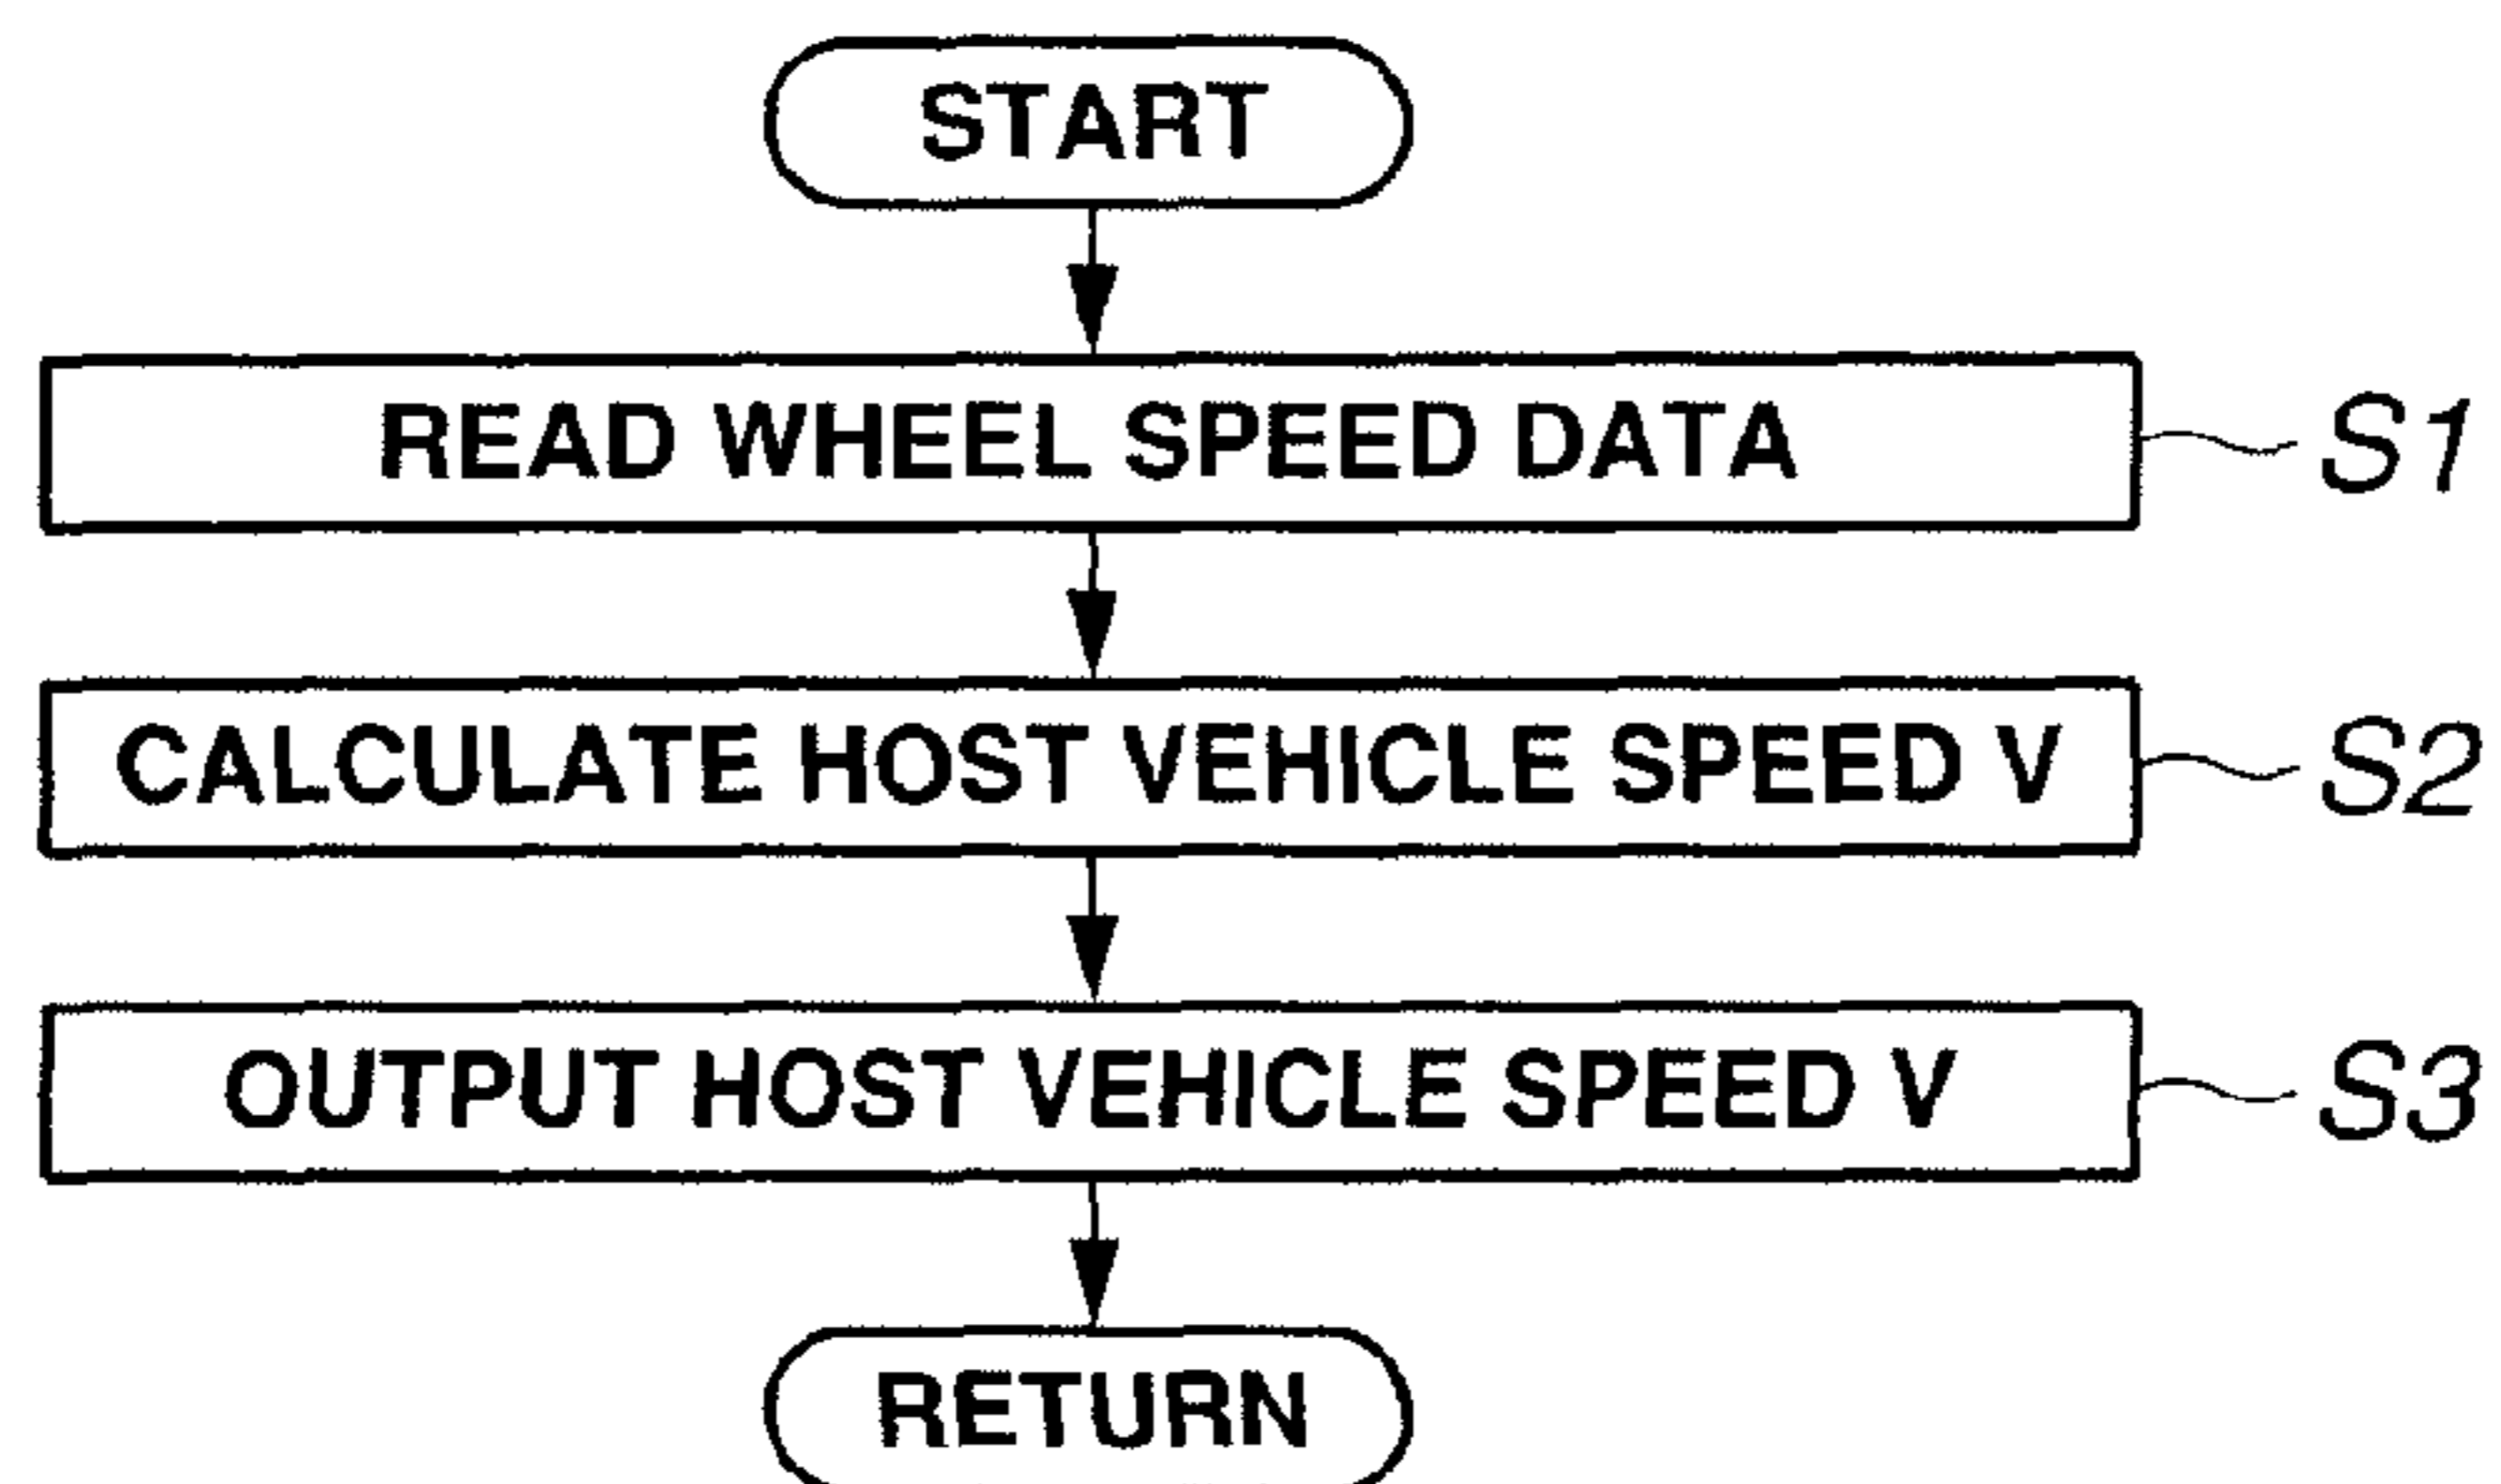 START
READ WHEEL SPEED DATA
S1
CALCULATE HOST VEHICLE SPEED V
S2
OUTPUT HOST VEHICLE SPEED V
S3
RETURN